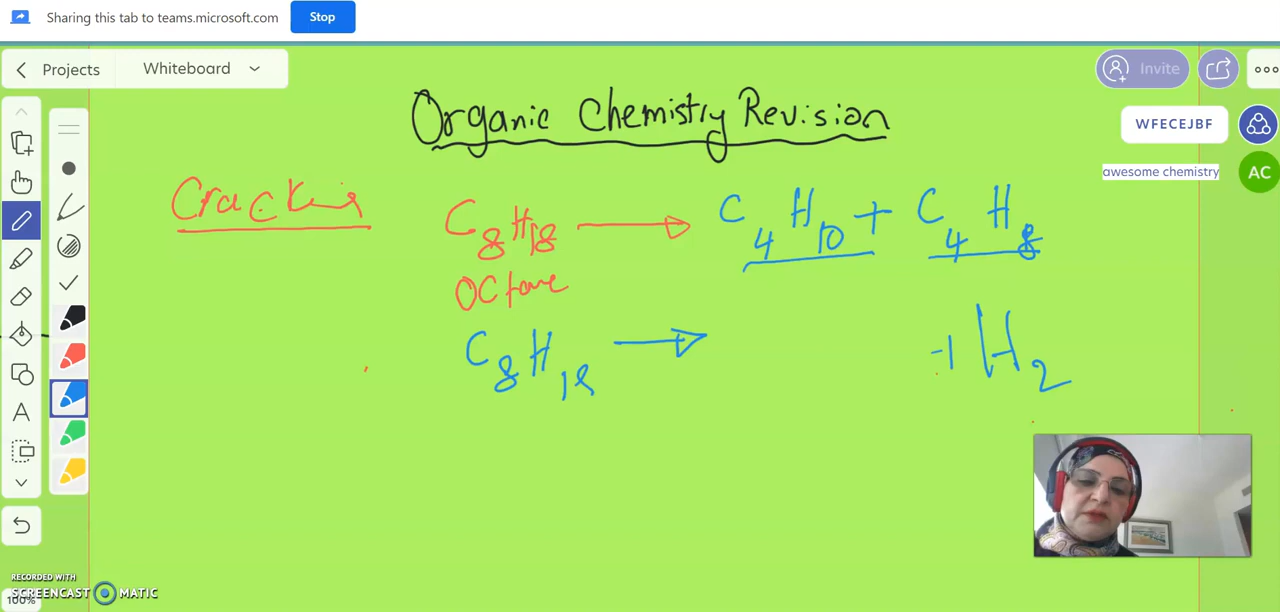 Sharing this tab to teams.microsoft.com Stop
Projects Whiteboard
Invite
WFECEJBF
awesome chemistry
AC
Organic Chemistry Revision
Cracking C8H18 → C4H10 + C4H8
Octane
C8H18 → + H2
A
RECORDED WITH
SCREENCAST MATIC
100%